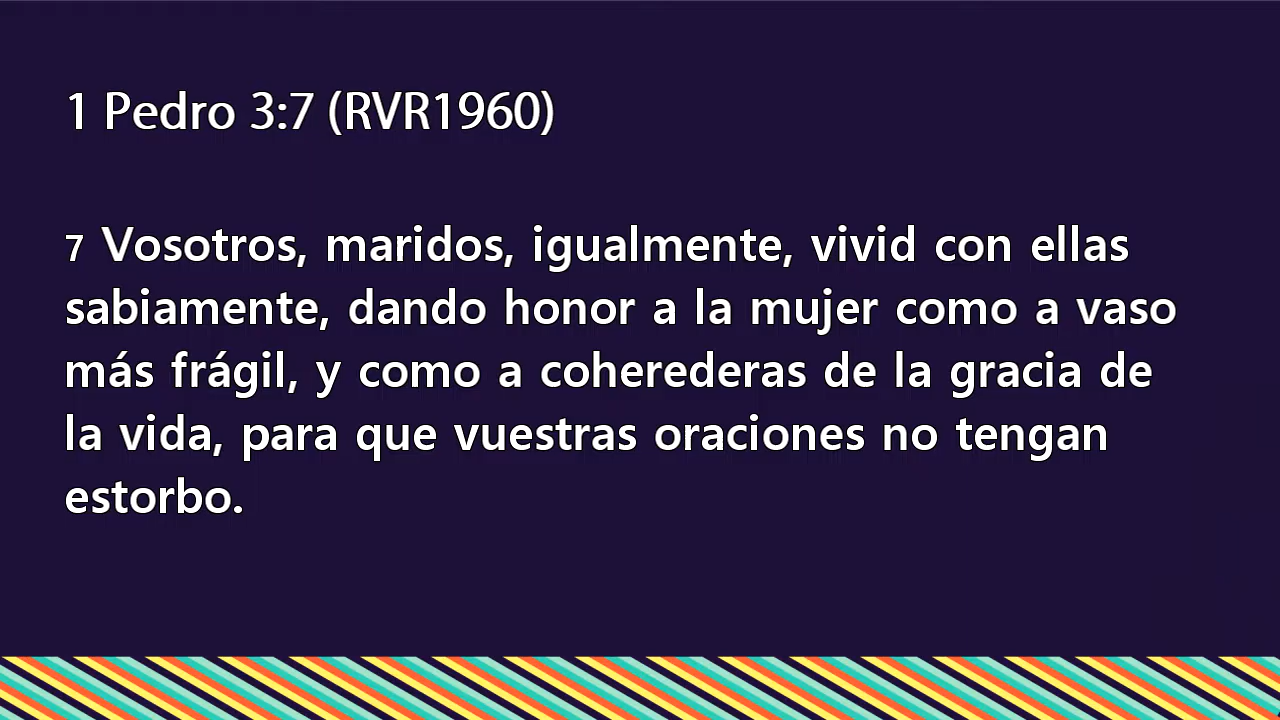 1 Pedro 3:7 (RVR1960)
7 Vosotros, maridos, igualmente, vivid con ellas
sabiamente, dando honor a la mujer como a vaso
más frágil, y como a coherederas de la gracia de
la vida, para que vuestras oraciones no tengan
estorbo.